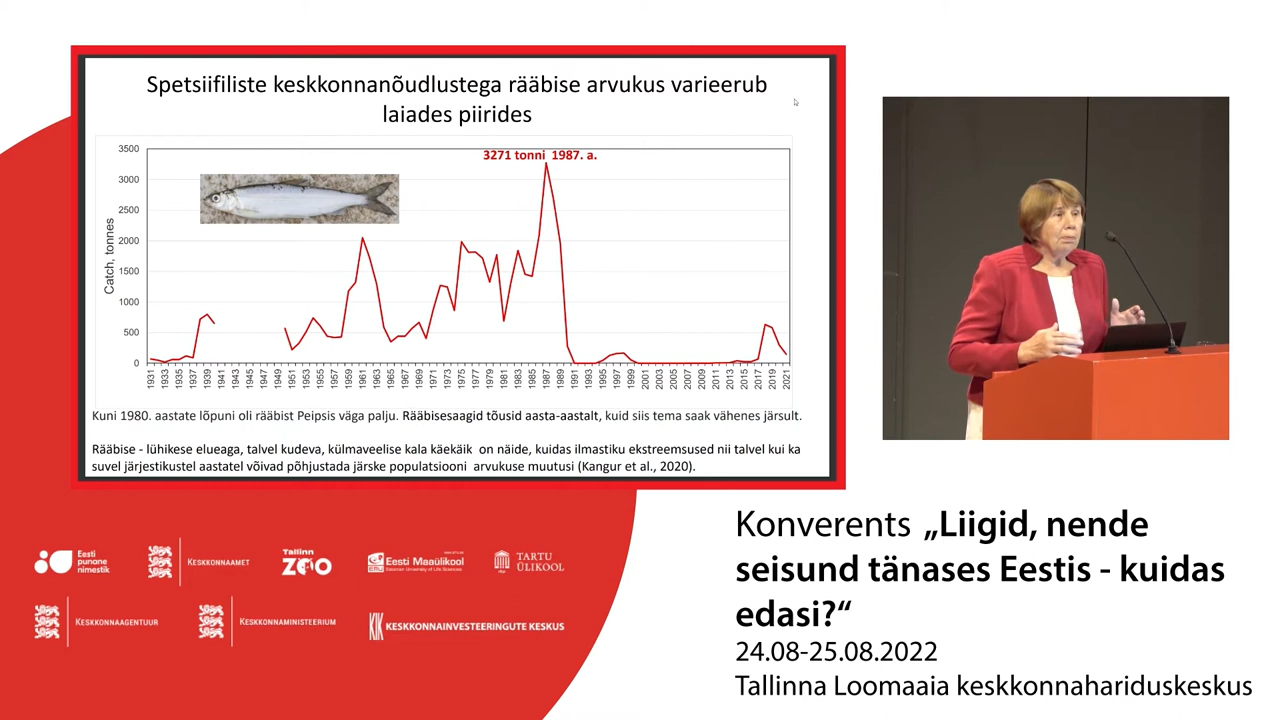 Spetsiifiliste keskkonnanõudlustega rääbise arvukus varieerub
laiades piirides
3271 tonni 1987. a.
Catch, tonnes
3500
3000
2500
2000
1500
1000
500
0
1931
1933
1935
1937
1939
1941
1943
1945
1947
1949
1951
1953
1955
1957
1959
1961
1963
1965
1967
1969
1971
1973
1975
1977
1979
1981
1983
1985
1987
1989
1991
1993
1995
1997
1999
2001
2003
2005
2007
2009
2011
2013
2015
2017
2019
2021
Kuni 1980. aastate lõpuni oli rääbist Peipsis väga palju. Rääbisesaagid tõusid aasta-aastalt, kuid siis tema saak vähenes järsult.
Rääbise - lühikese elueaga, talvel kudeva, külmaveelise kala käekäik on näide, kuidas ilmastiku ekstreemsused nii talvel kui ka
suvel järjestikustel aastatel võivad põhjustada järske populatsiooni arvukuse muutusi (Kangur et al., 2020).
Eesti
punane
nimestik
KESKKONNAAMET
Tallinn
ZOO
Eesti Maaülikool
Estonian University of Life Sciences
TARTU
ÜLIKOOL
KESKKONNAAGENTUUR
KESKKONNAMINISTEERIUM
KIK KESKKONNAINVESTEERINGUTE KESKUS
Konverents „Liigid, nende
seisund tänases Eestis - kuidas
edasi?“
24.08-25.08.2022
Tallinna Loomaaia keskkonnahariduskeskus